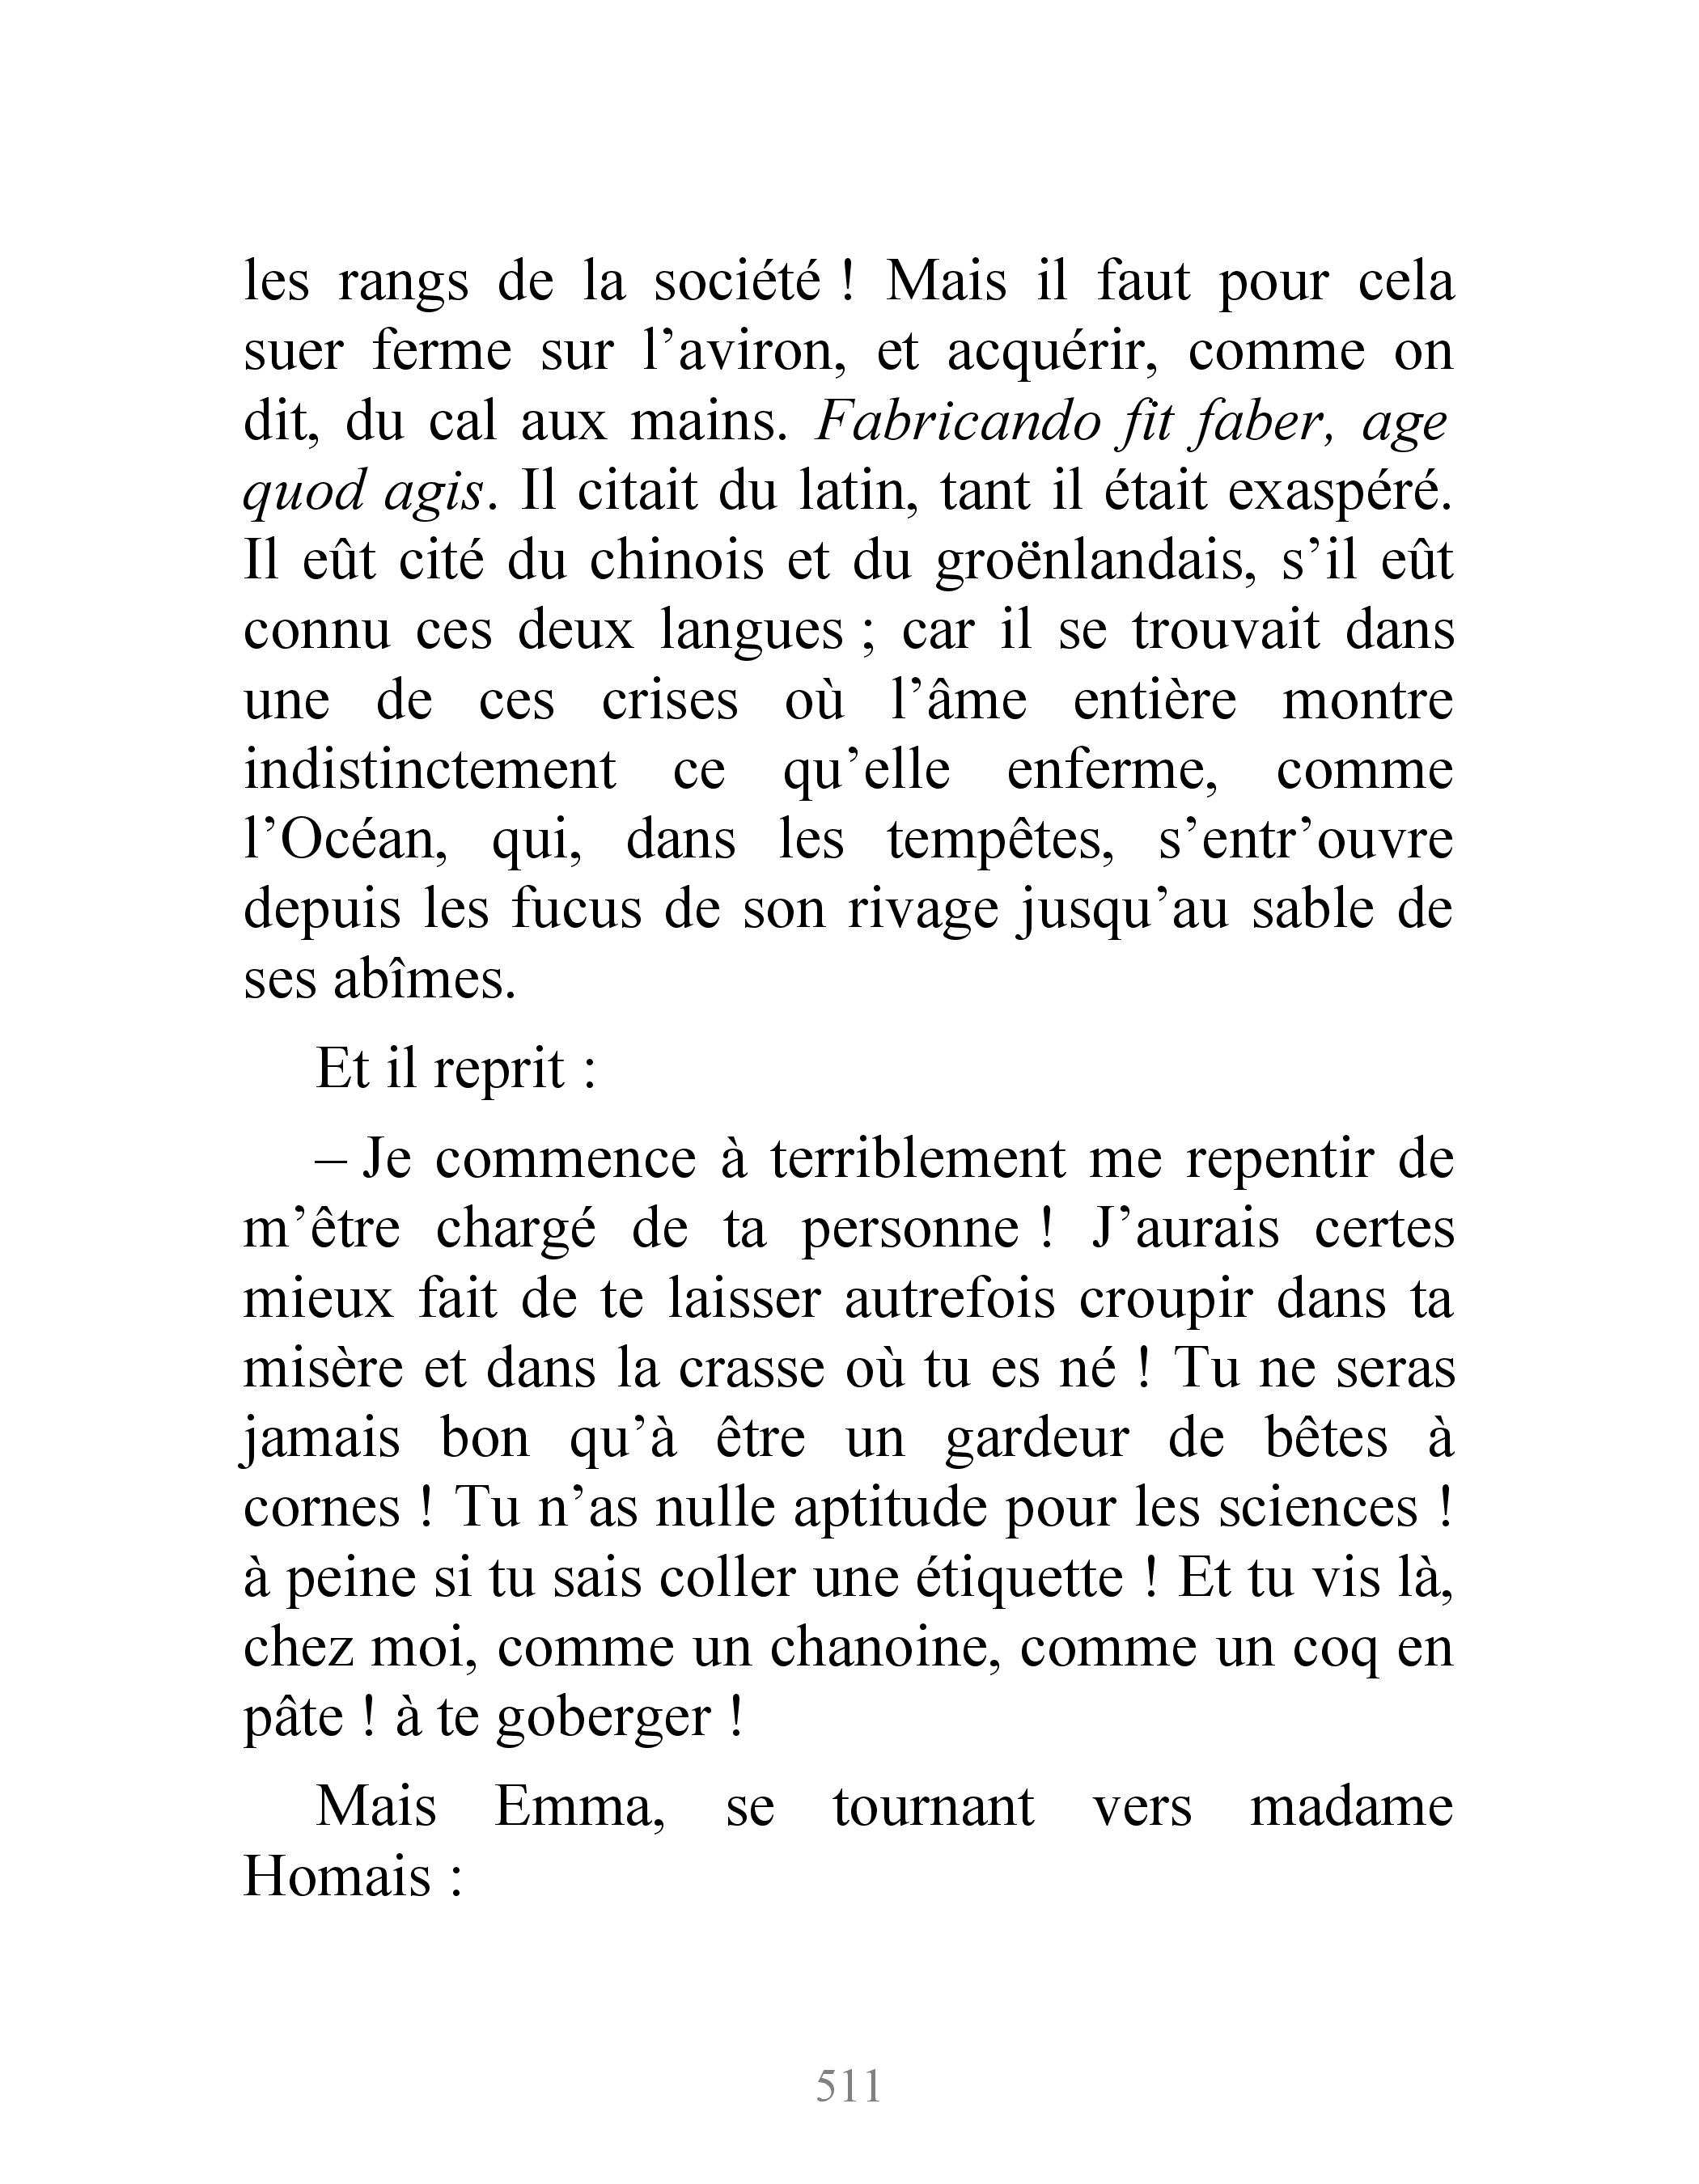 les rangs de la société ! Mais il faut pour cela
suer ferme sur l’aviron, et acquérir, comme on
dit, du cal aux mains. Fabricando fit faber, age
quod agis. Il citait du latin, tant il était exaspéré.
Il eût cité du chinois et du groënlandais, s’il eût
connu ces deux langues ; car il se trouvait dans
une de ces crises où l’âme entière montre
indistinctement ce qu’elle enferme, comme
l’Océan, qui, dans les tempêtes, s’entr’ouvre
depuis les fucus de son rivage jusqu’au sable de
ses abîmes.
Et il reprit :
– Je commence à terriblement me repentir de
m’être chargé de ta personne ! J’aurais certes
mieux fait de te laisser autrefois croupir dans ta
misère et dans la crasse où tu es né ! Tu ne seras
jamais bon qu’à être un gardeur de bêtes à
cornes ! Tu n’as nulle aptitude pour les sciences !
à peine si tu sais coller une étiquette ! Et tu vis là,
chez moi, comme un chanoine, comme un coq en
pâte ! à te goberger !
Mais Emma, se tournant vers madame
Homais :
511